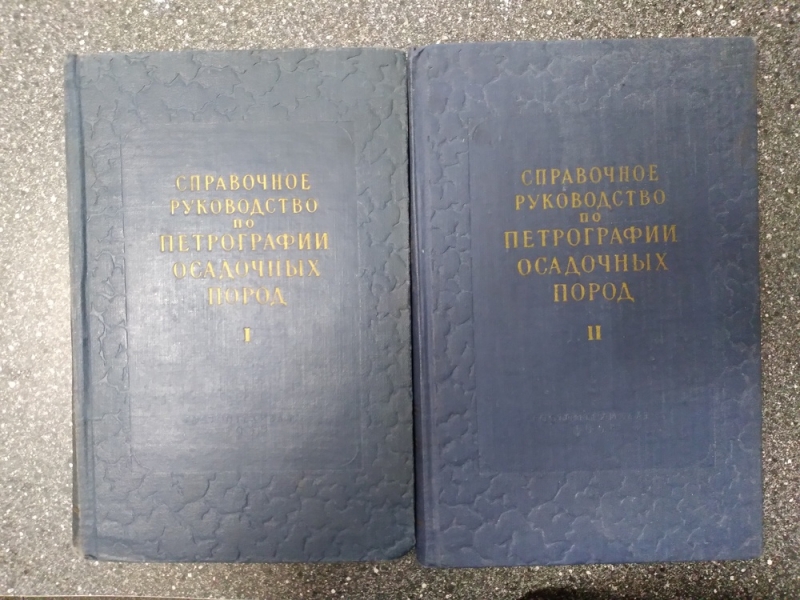 СПРАВОЧНОЕ
РУКОВОДСТВО
ПО
ПЕТРОГРАФИИ
ОСАДОЧНЫХ
ПОРОД
I
СПРАВОЧНОЕ
РУКОВОДСТВО
ПО
ПЕТРОГРАФИИ
ОСАДОЧНЫХ
ПОРОД
II